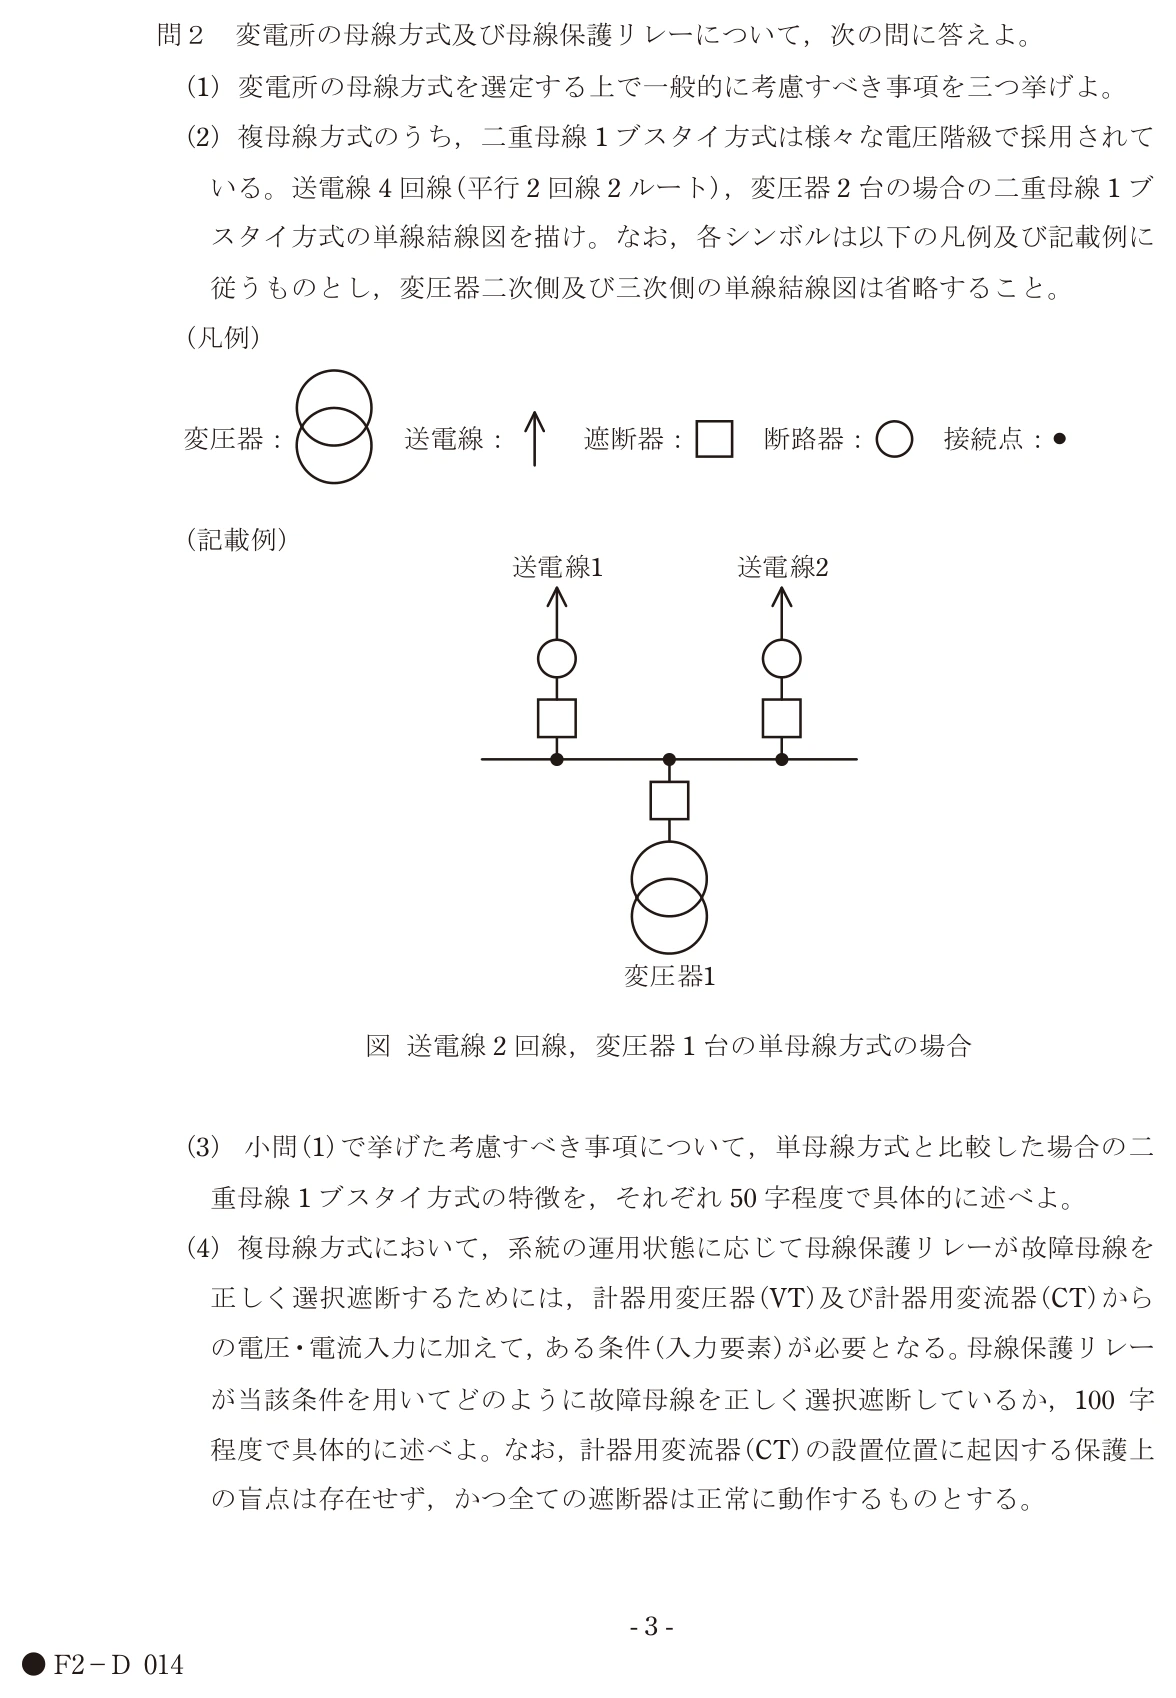 問2 変電所の母線方式及び母線保護リレーについて，次の問に答えよ。
(1) 変電所の母線方式を選定する上で一般的に考慮すべき事項を三つ挙げよ。
(2) 複母線方式のうち，二重母線1ブスタイ方式は様々な電圧階級で採用されて
いる。送電線4回線(平行2回線2ルート)，変圧器2台の場合の二重母線1ブ
スタイ方式の単線結線図を描け。なお，各シンボルは以下の凡例及び記載例に
従うものとし，変圧器二次側及び三次側の単線結線図は省略すること。
(凡例)
変圧器： 送電線： 遮断器： 断路器： 接続点：
(記載例)
送電線1 送電線2
変圧器1
図 送電線2回線，変圧器1台の単母線方式の場合
(3) 小問(1)で挙げた考慮すべき事項について，単母線方式と比較した場合の二
重母線1ブスタイ方式の特徴を，それぞれ50字程度で具体的に述べよ。
(4) 複母線方式において，系統の運用状態に応じて母線保護リレーが故障母線を
正しく選択遮断するためには，計器用変圧器(VT)及び計器用変流器(CT)から
の電圧・電流入力に加えて，ある条件(入力要素)が必要となる。母線保護リレー
が当該条件を用いてどのように故障母線を正しく選択遮断しているか，100字
程度で具体的に述べよ。なお，計器用変流器(CT)の設置位置に起因する保護上
の盲点は存在せず，かつ全ての遮断器は正常に動作するものとする。
- 3 -
● F2－D 014